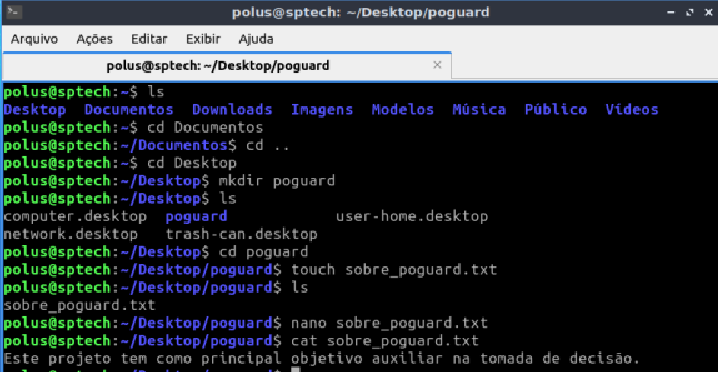 polus@sptech: ~/Desktop/poguard
Arquivo Ações Editar Exibir Ajuda
polus@sptech: ~/Desktop/poguard
polus@sptech:~$ ls
Desktop Documentos Downloads Imagens Modelos Música Público Vídeos
polus@sptech:~$ cd Documentos
polus@sptech:~/Documentos$ cd ..
polus@sptech:~$ cd Desktop
polus@sptech:~/Desktop$ mkdir poguard
polus@sptech:~/Desktop$ ls
computer.desktop poguard user-home.desktop
network.desktop trash-can.desktop
polus@sptech:~/Desktop$ cd poguard
polus@sptech:~/Desktop/poguard$ touch sobre_poguard.txt
polus@sptech:~/Desktop/poguard$ ls
sobre_poguard.txt
polus@sptech:~/Desktop/poguard$ nano sobre_poguard.txt
polus@sptech:~/Desktop/poguard$ cat sobre_poguard.txt
Este projeto tem como principal objetivo auxiliar na tomada de decisão.
polus@sptech:~/Desktop/poguard$